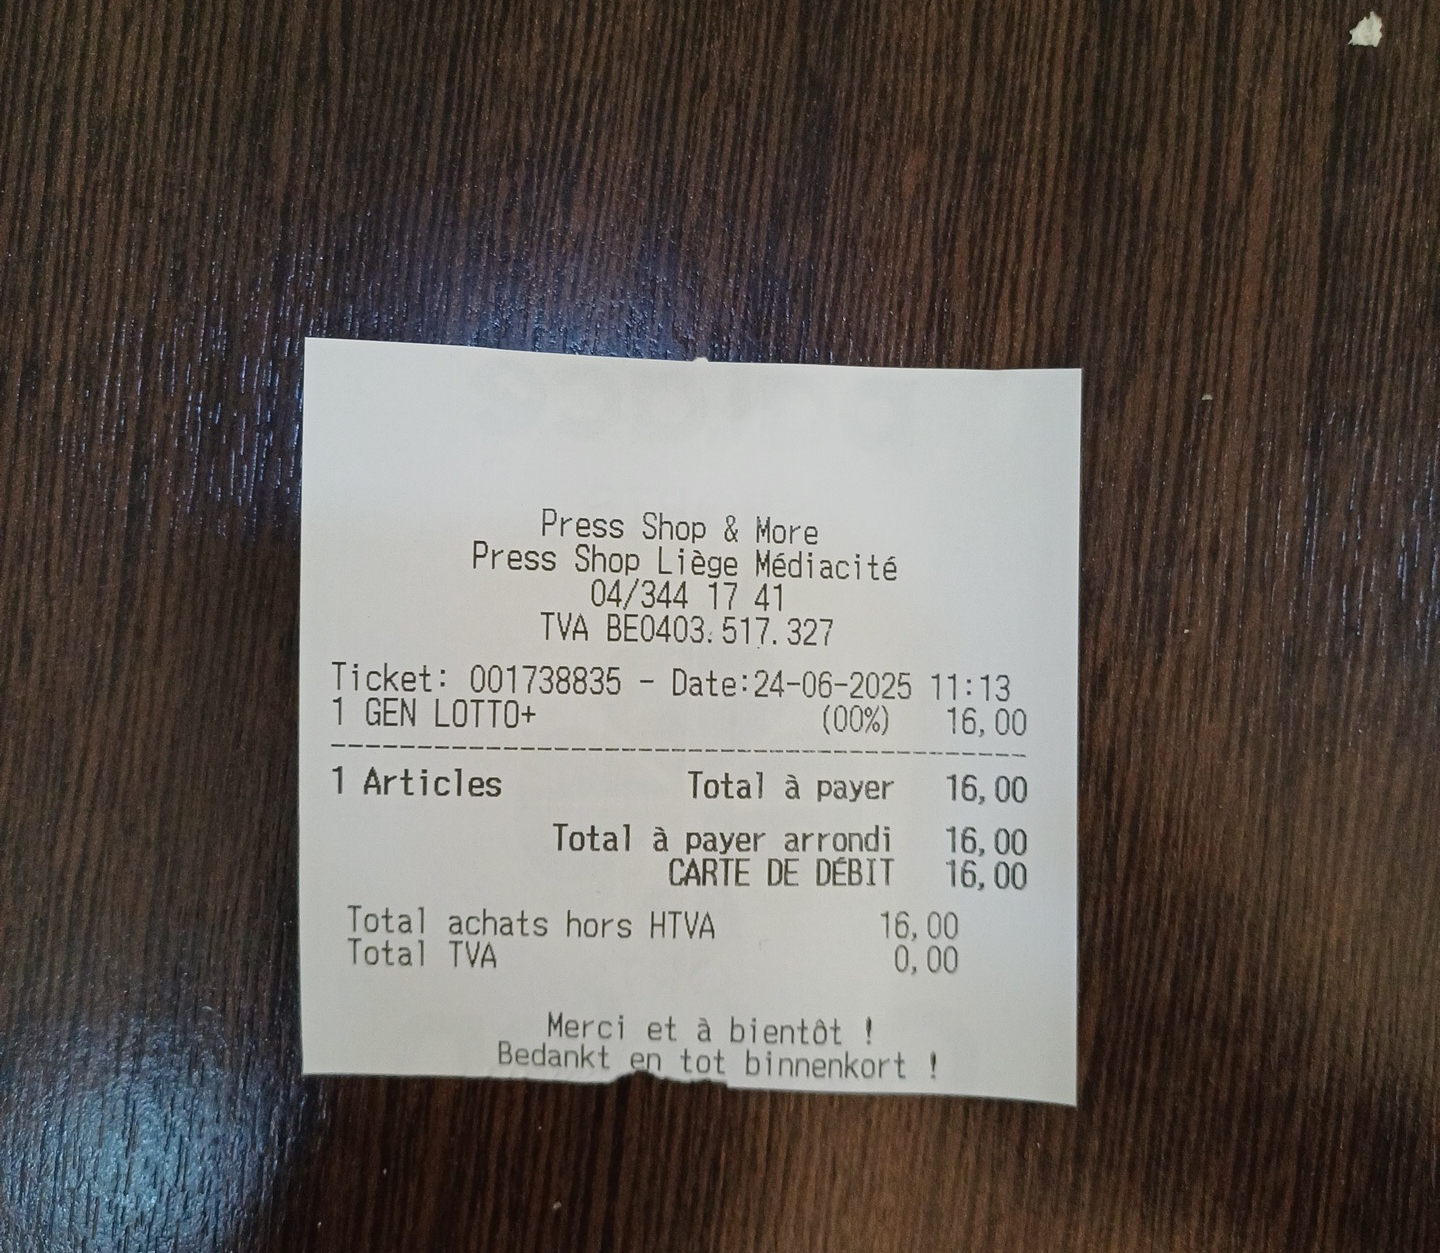 Press Shop & More
Press Shop Liège Médiacité
04/344 17 41
TVA BE0403.517.327
Ticket: 001738835 - Date:24-06-2025 11:13
1 GEN LOTTO+ (00%) 16,00
1 Articles Total à payer 16,00
Total à payer arrondi 16,00
CARTE DE DÉBIT 16,00
Total achats hors HTVA 16,00
Total TVA 0,00
Merci et à bientôt !
Bedankt en tot binnenkort !